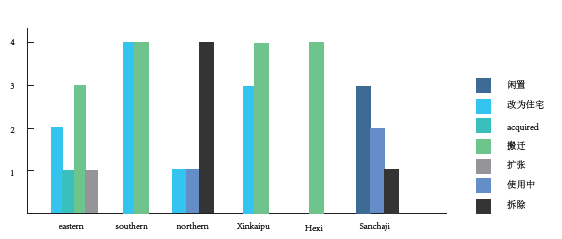 4
3
2
1
eastern
southern
northern
Xinkaipu
Hexi
Sanchaji
闲置
改为住宅
acquired
搬迁
扩张
使用中
拆除